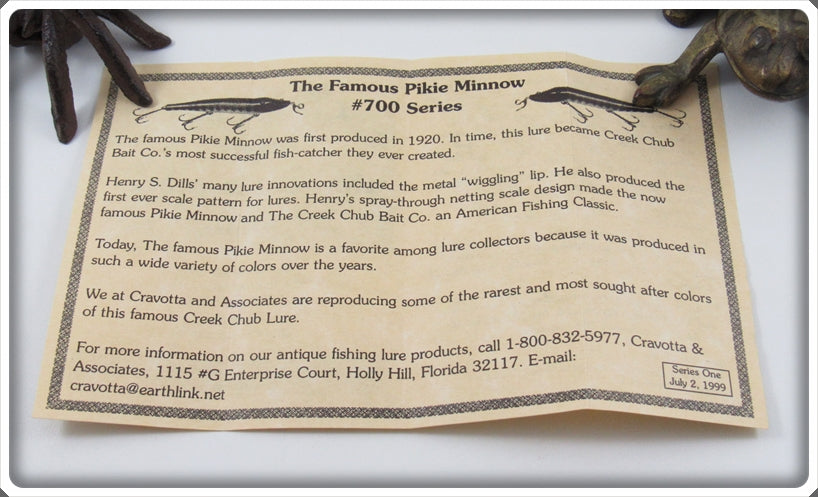 The Famous Pikie Minnow
#700 Series
The famous Pikie Minnow was first produced in 1920. In time, this lure became Creek Chub
Bait Co.'s most successful fish-catcher they ever created.
Henry S. Dills' many lure innovations included the metal "wiggling" lip. He also produced the
first ever scale pattern for lures. Henry's spray-through netting scale design made the now
famous Pikie Minnow and The Creek Chub Bait Co. an American Fishing Classic.
Today, The famous Pikie Minnow is a favorite among lure collectors because it was produced in
such a wide variety of colors over the years.
We at Cravotta and Associates are reproducing some of the rarest and most sought after colors
of this famous Creek Chub Lure.
For more information on our antique fishing lure products, call 1-800-832-5977, Cravotta &
Associates, 1115 #G Enterprise Court, Holly Hill, Florida 32117. E-mail:
cravotta@earthlink.net
Series One
July 2, 1999